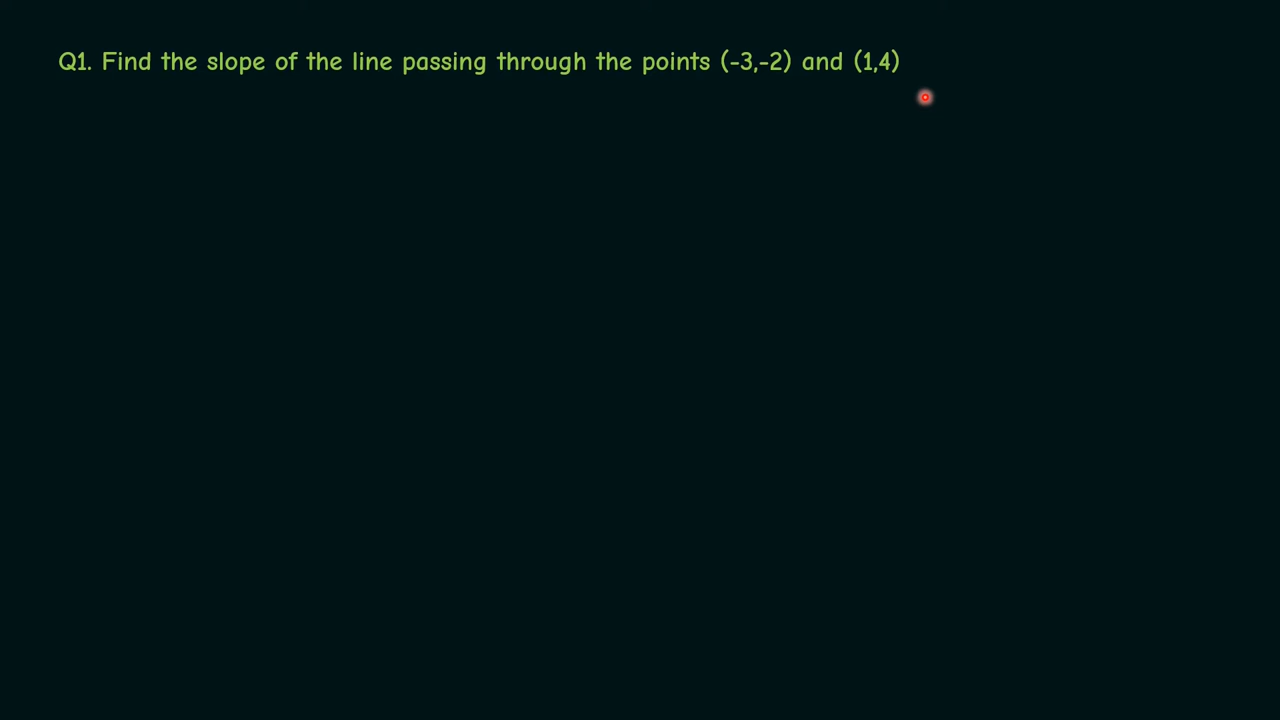 Q1. Find the slope of the line passing through the points (-3,-2) and (1,4)